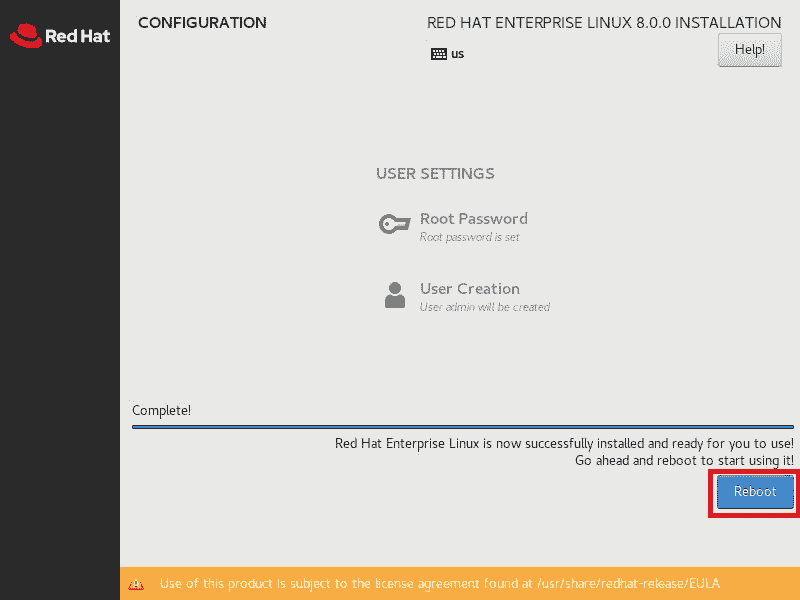 Red Hat
CONFIGURATION
RED HAT ENTERPRISE LINUX 8.0.0 INSTALLATION
us
Help!
USER SETTINGS
Root Password
Root password is set
User Creation
User admin will be created
Complete!
Red Hat Enterprise Linux is now successfully installed and ready for you to use!
Go ahead and reboot to start using it!
Reboot
Use of this product is subject to the license agreement found at /usr/share/redhat-release/EULA